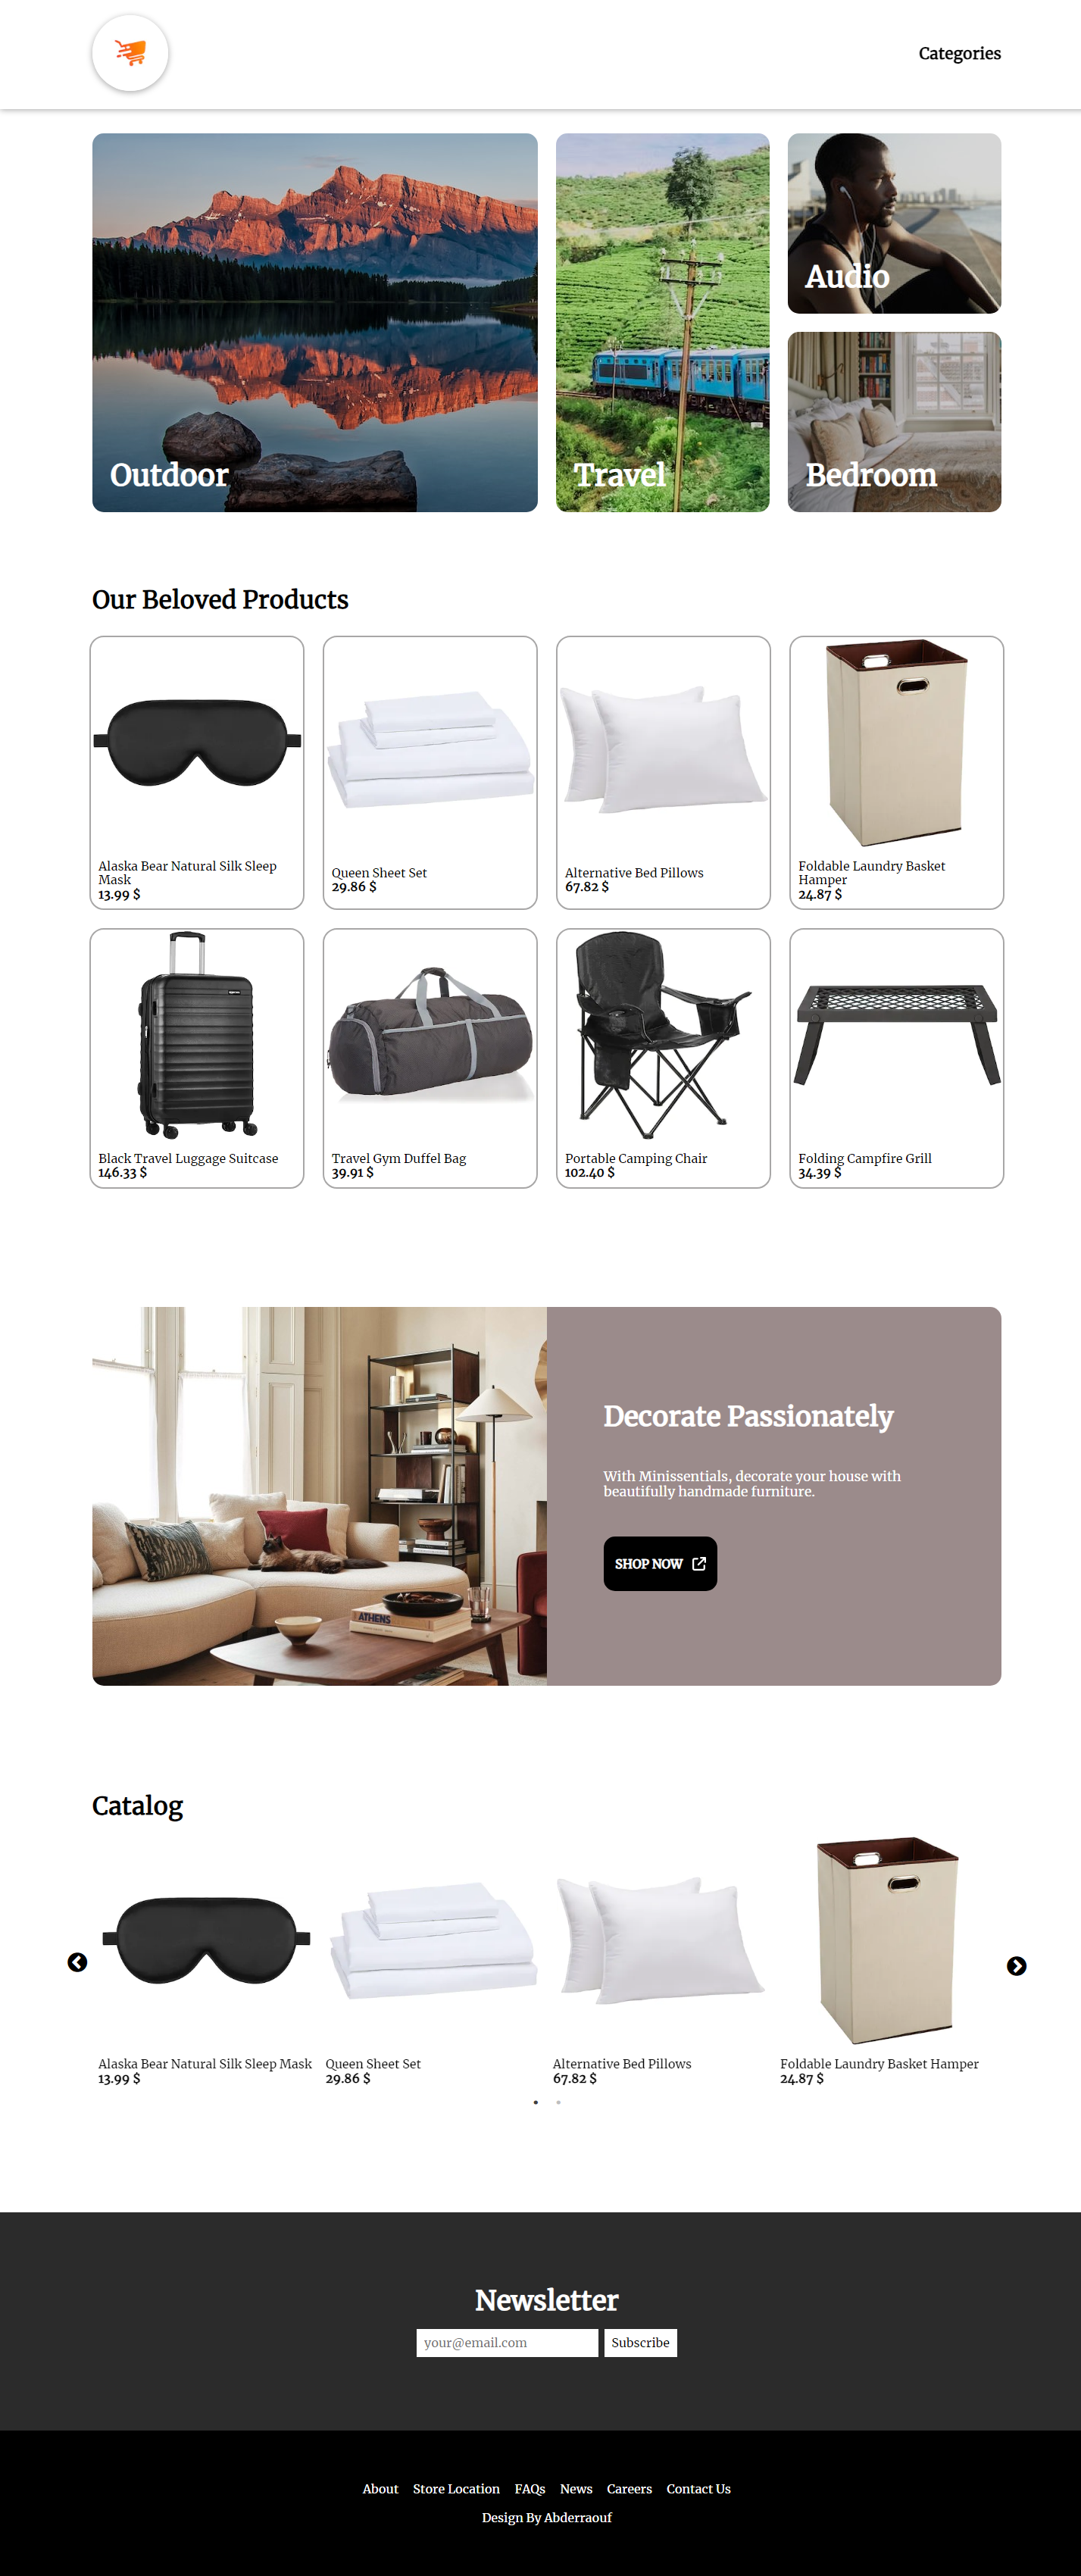 Categories
Outdoor
Travel
Audio
Bedroom
Our Beloved Products
Alaska Bear Natural Silk Sleep
Mask
13.99 $
Queen Sheet Set
29.86 $
Alternative Bed Pillows
67.82 $
Foldable Laundry Basket
Hamper
24.87 $
Black Travel Luggage Suitcase
146.33 $
Travel Gym Duffel Bag
39.91 $
Portable Camping Chair
102.40 $
Folding Campfire Grill
34.39 $
ATHENS
Decorate Passionately
With Minissentials, decorate your house with
beautifully handmade furniture.
SHOP NOW
Catalog
Alaska Bear Natural Silk Sleep Mask
13.99 $
Queen Sheet Set
29.86 $
Alternative Bed Pillows
67.82 $
Foldable Laundry Basket Hamper
24.87 $
Newsletter
your@email.com
Subscribe
About Store Location FAQs News Careers Contact Us
Design By Abderraouf